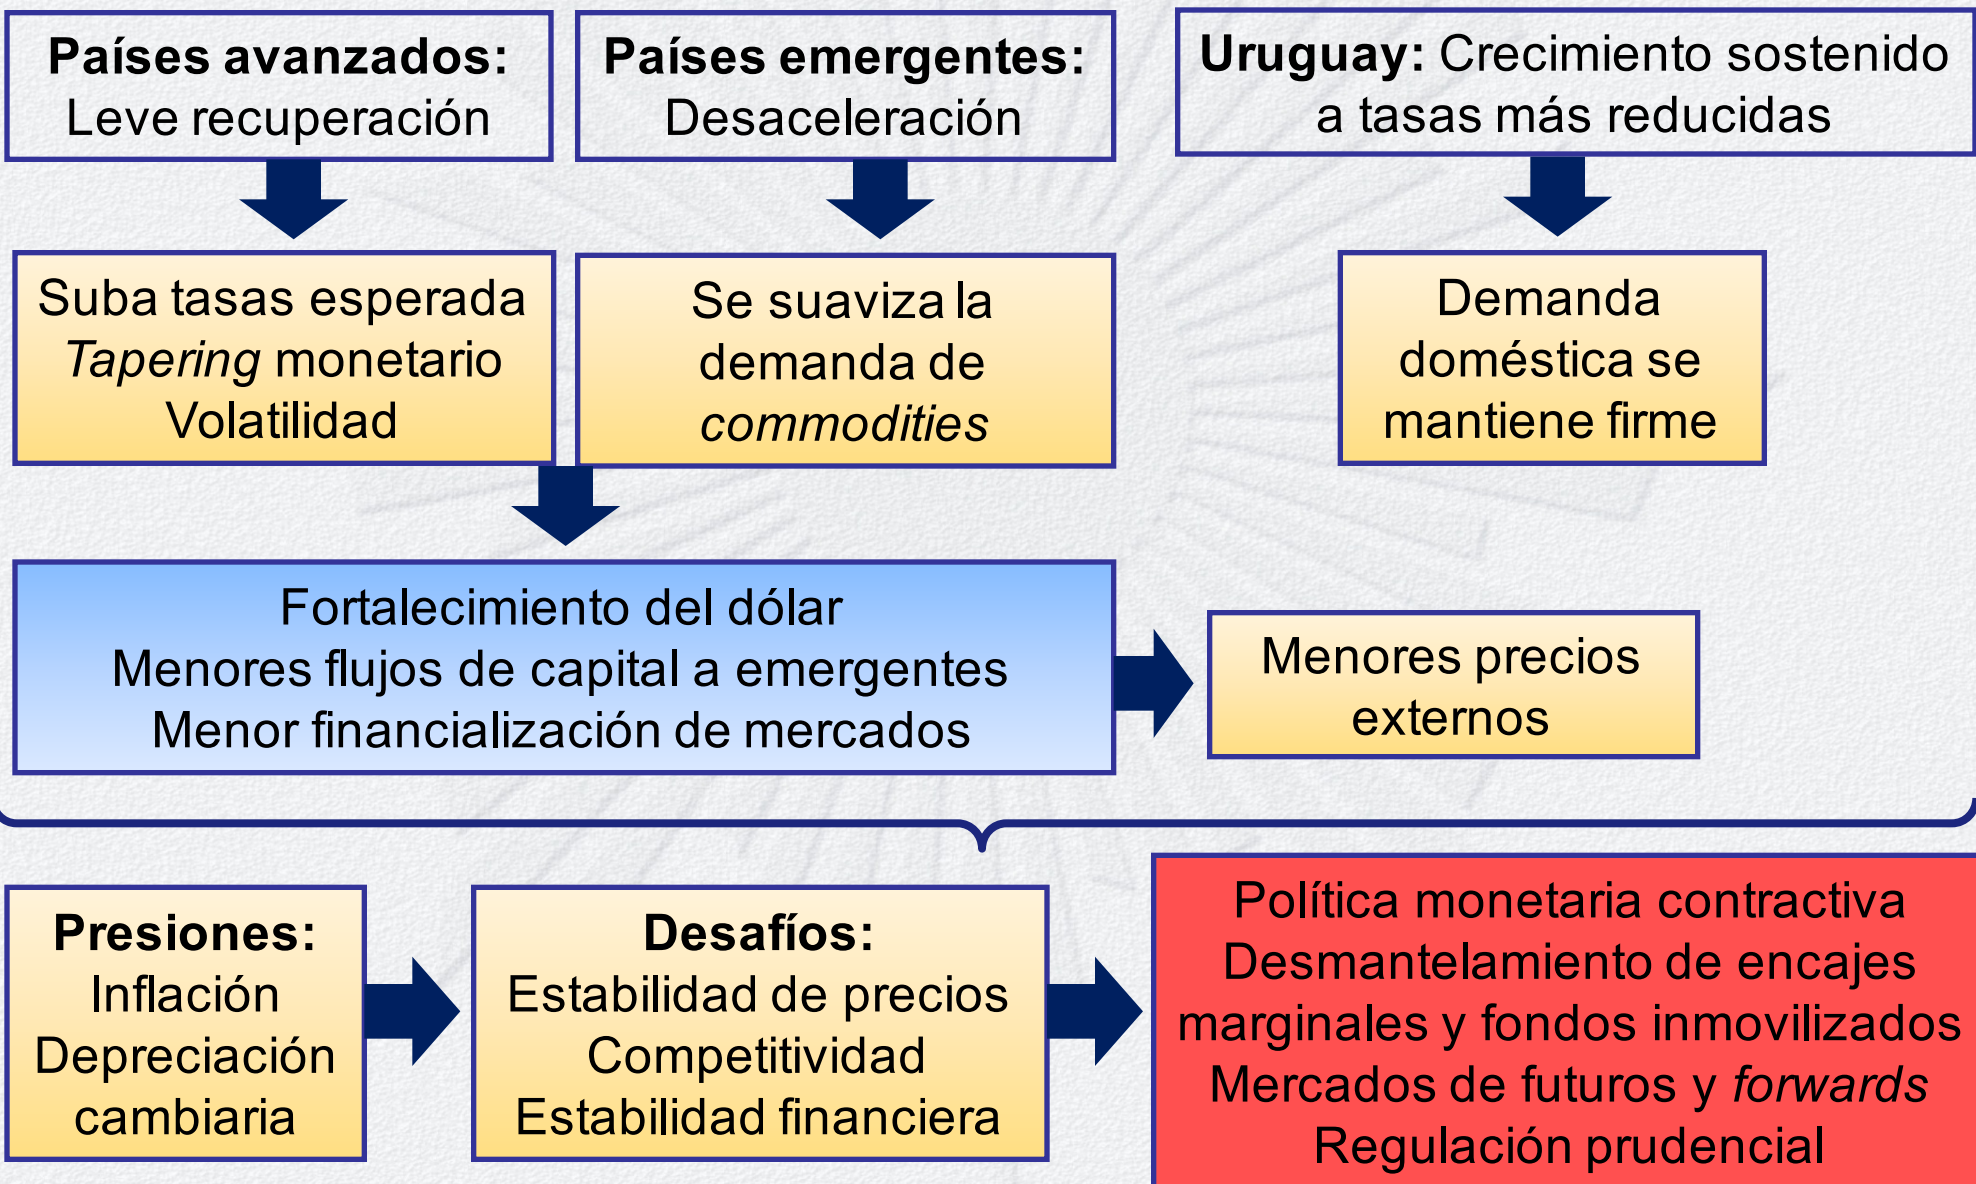 Países avanzados:
Leve recuperación
Países emergentes:
Desaceleración
Uruguay: Crecimiento sostenido
a tasas más reducidas
Suba tasas esperada
Tapering monetario
Volatilidad
Se suaviza la
demanda de
commodities
Demanda
doméstica se
mantiene firme
Fortalecimiento del dólar
Menores flujos de capital a emergentes
Menor financialización de mercados
Menores precios
externos
Presiones:
Inflación
Depreciación
cambiaria
Desafíos:
Estabilidad de precios
Competitividad
Estabilidad financiera
Política monetaria contractiva
Desmantelamiento de encajes
marginales y fondos inmovilizados
Mercados de futuros y forwards
Regulación prudencial